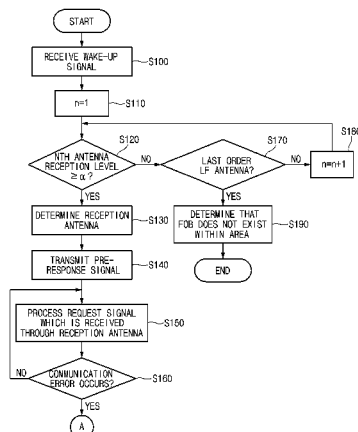 START
RECEIVE WAKE-UP
SIGNAL
S100
n=1
S110
S120
NTH ANTENNA
RECEPTION LEVEL
≥ α ?
NO
S170
LAST ORDER
LF ANTENNA?
NO
S180
n=n+1
YES
YES
DETERMINE RECEPTION
ANTENNA
S130
DETERMINE THAT
FOB DOES NOT EXIST
WITHIN AREA
S190
TRANSMIT PRE-
RESPONSE SIGNAL
S140
END
PROCESS REQUEST SIGNAL
WHICH IS RECEIVED
THROUGH RECEPTION ANTENNA
S150
NO
COMMUNICATION
ERROR OCCURS?
S160
YES
A